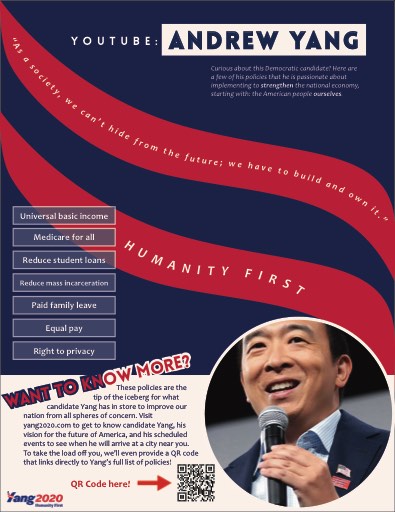 YOUTUBE: ANDREW YANG
Curious about this Democratic candidate? Here are
a few of his policies that he is passionate about
implementing to strengthen the national economy,
starting with: the American people ourselves.
"As a society, we can't hide from the future; we have to build and own it."
HUMANITY FIRST
Universal basic income
Medicare for all
Reduce student loans
Reduce mass incarceration
Paid family leave
Equal pay
Right to privacy
WANT TO KNOW MORE?
These policies are the
tip of the iceberg for what
candidate Yang has in store to improve our
nation from all spheres of concern. Visit
yang2020.com to get to know candidate Yang, his
vision for the future of America, and his scheduled
events to see when he will arrive at a city near you.
To take the load off you, we'll even provide a QR code
that links directly to Yang's full list of policies!
QR Code here!
Yang2020
Humanity First